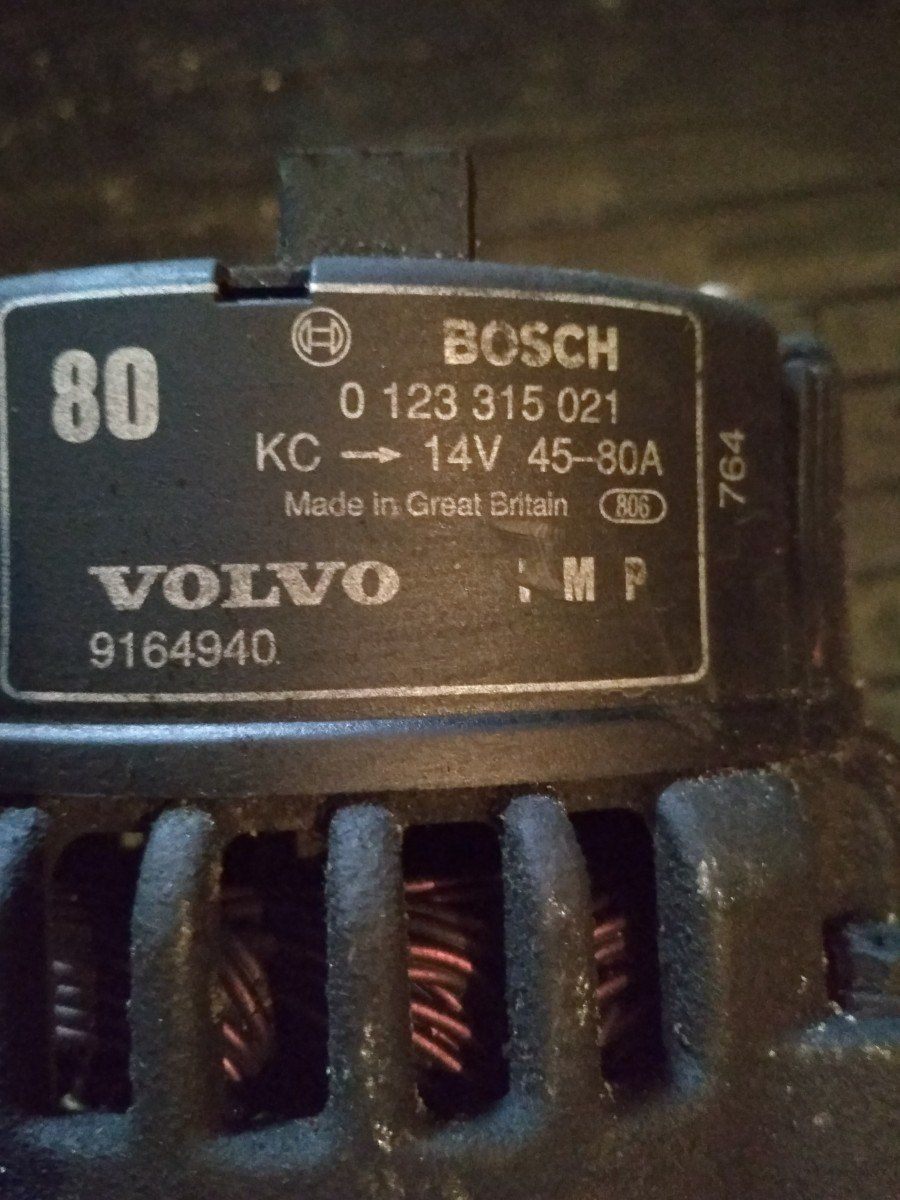 80
BOSCH
0 123 315 021
KC → 14V 45–80A
Made in Great Britain 806
764
VOLVO M P
9164940